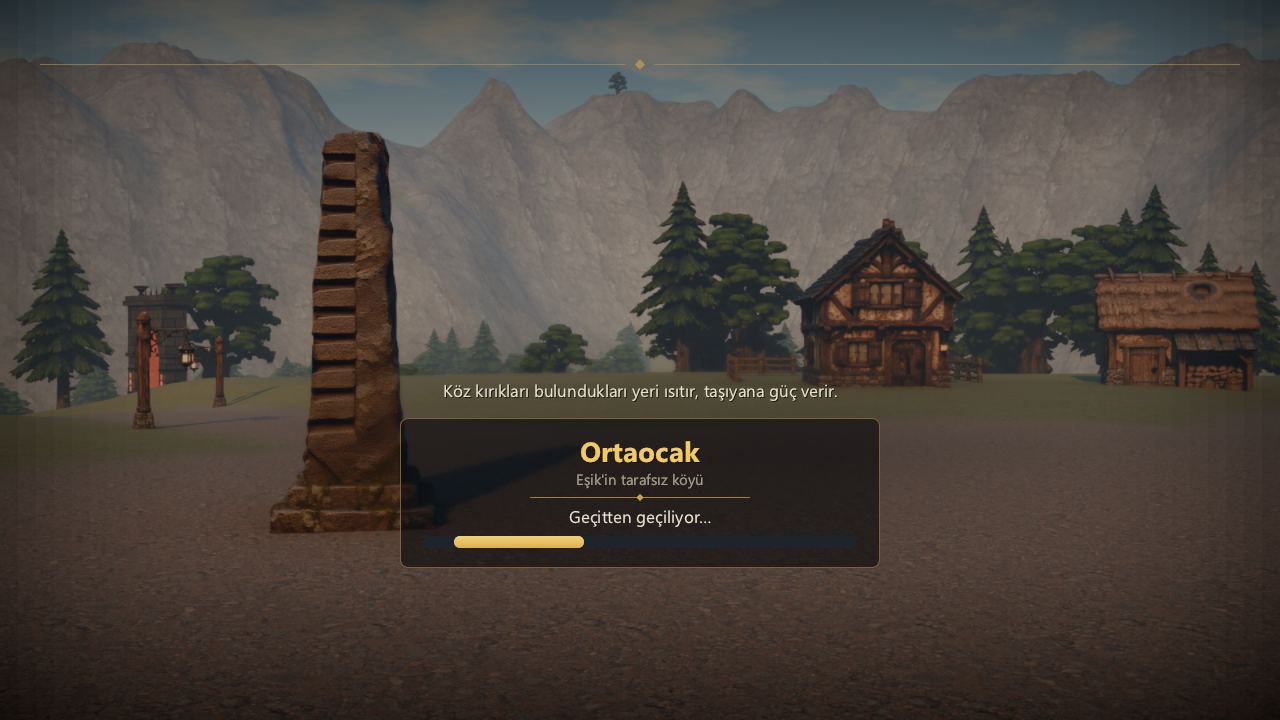 Köz kırıkları bulundukları yeri ısıtır, taşıyana güç verir.
Ortaocak
Eşik'in tarafsız köyü
Geçitten geçiliyor...